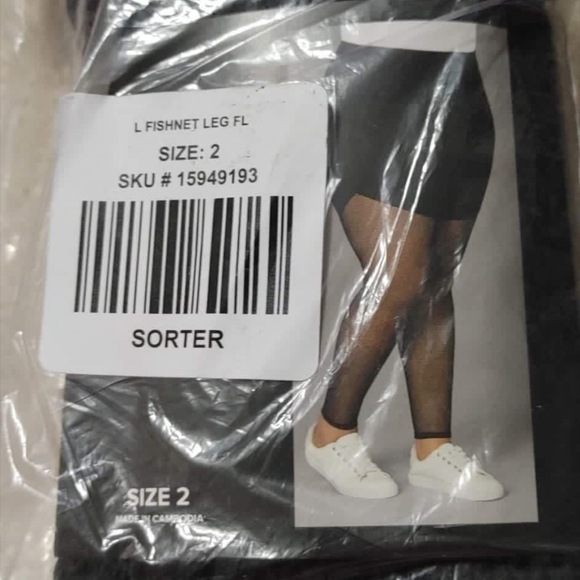 L FISHNET LEG FL
SIZE: 2
SKU # 15949193
SORTER
SIZE 2
MADE IN CAMBODIA